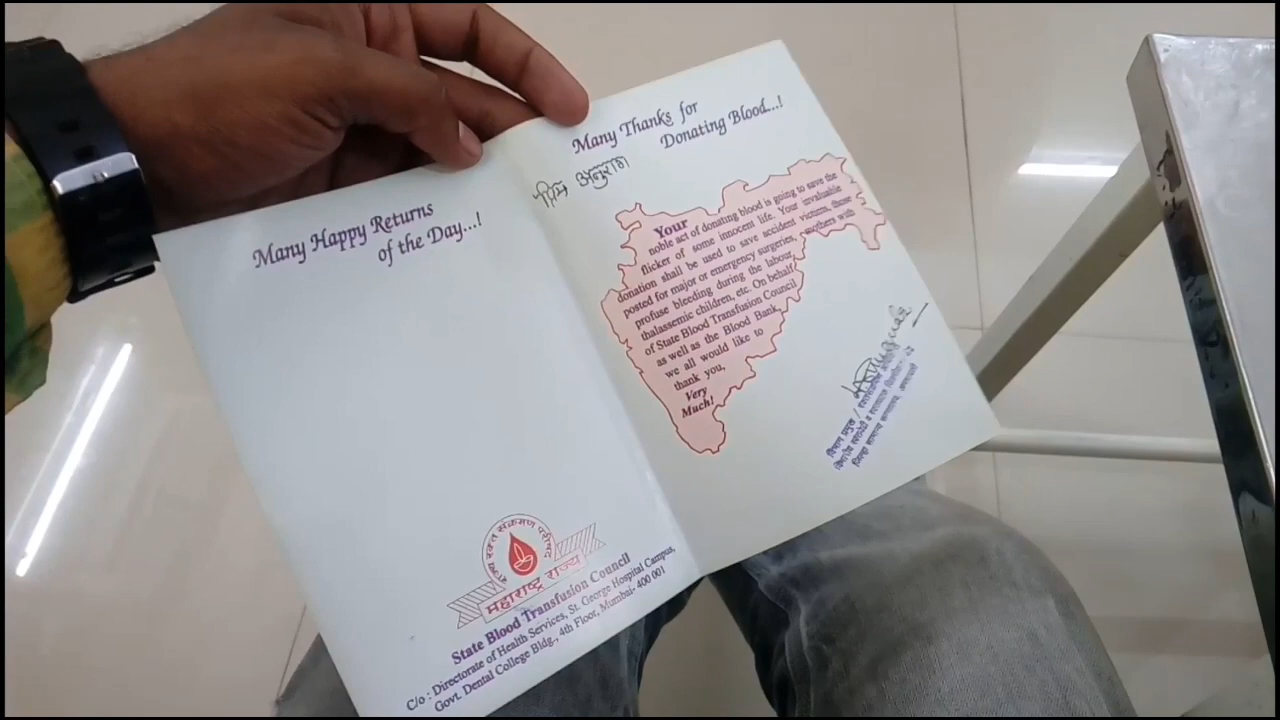 Many Happy Returns
of the Day...!
राज्य रक्त संक्रमण परिषद
महाराष्ट्र राज्य
State Blood Transfusion Council
C/o : Directorate of Health Services, St. George Hospital Campus,
Govt. Dental College Bldg., 4th Floor, Mumbai- 400 001
Many Thanks for
Donating Blood...!
प्रिय
Your
noble act of donating blood is going to save the
flicker of some innocent life. Your invaluable
donation shall be used to save accident victims, those
posted for major or emergency surgeries, mothers with
profuse bleeding during the labour,
thalassemic children, etc. On behalf
of State Blood Transfusion Council
as well as the Blood Bank,
we all would like to
thank you,
Very
Much!